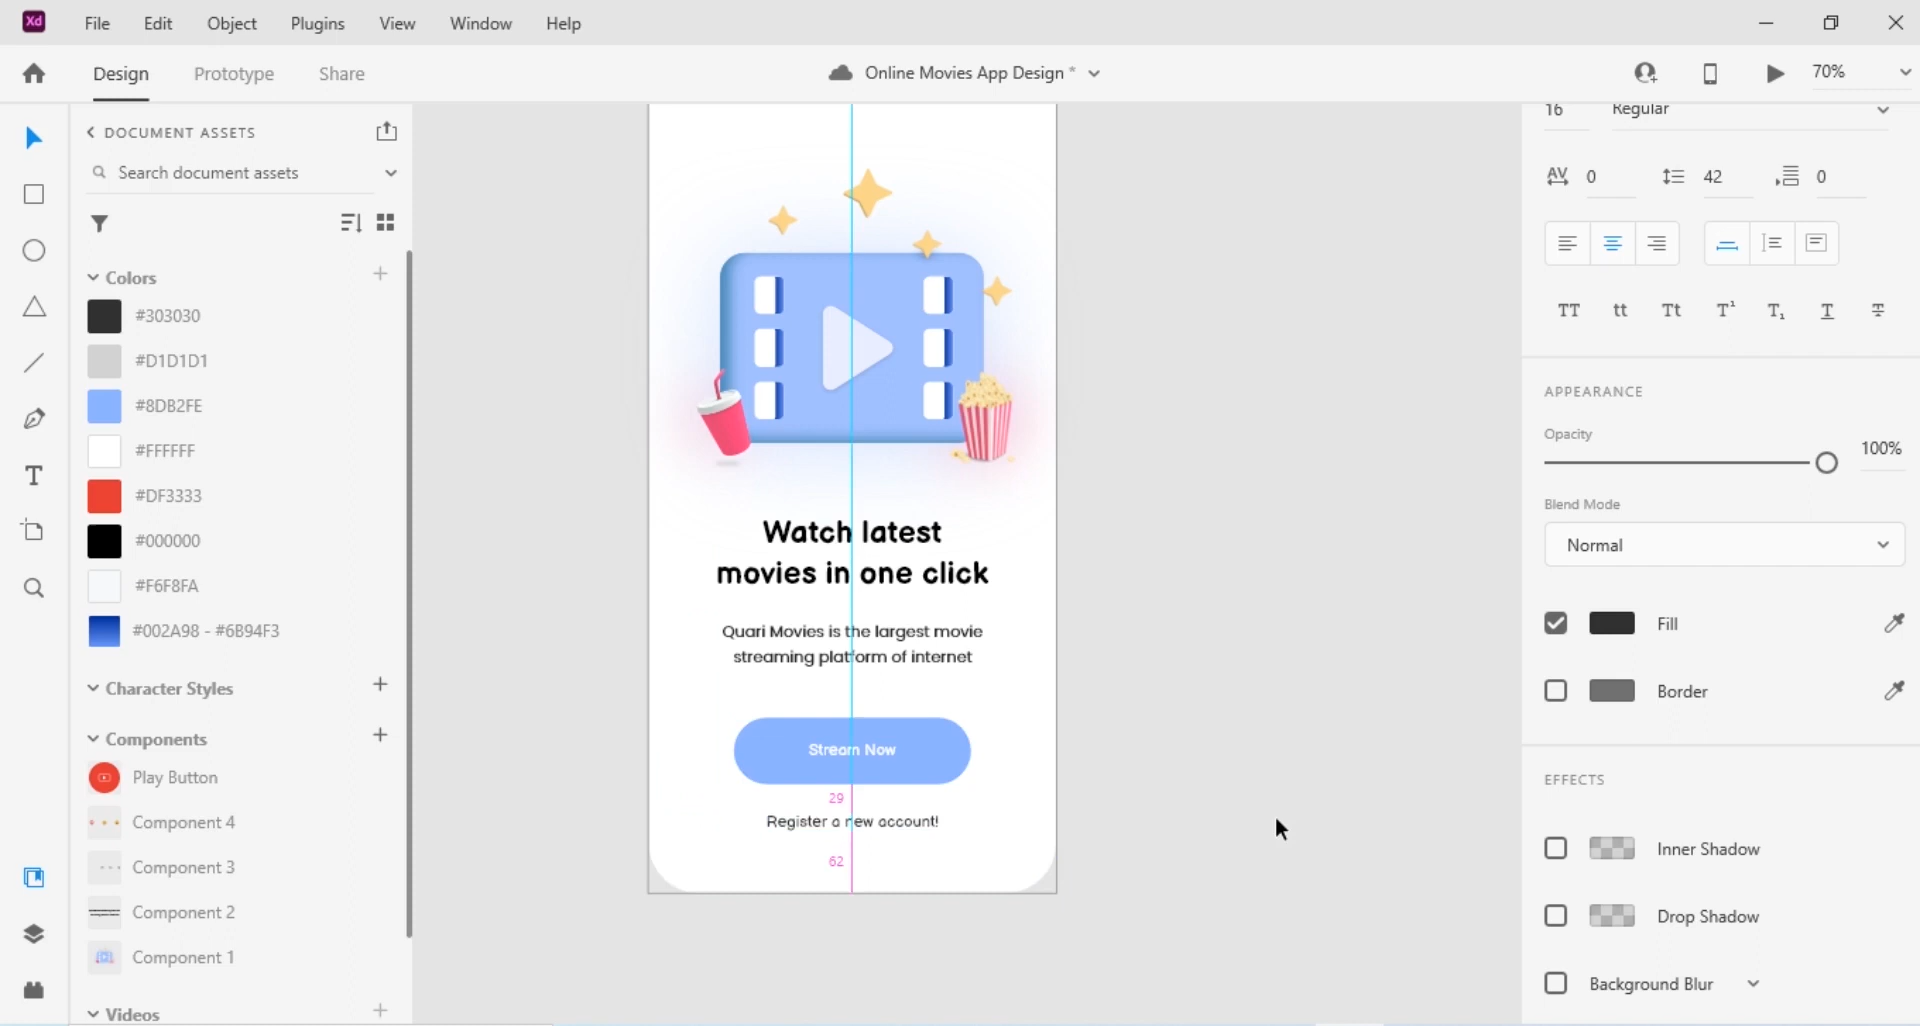 Xd File Edit Object Plugins View Window Help
Design Prototype Share Online Movies App Design * 70%
DOCUMENT ASSETS
Search document assets
Colors
#303030
#D1D1D1
#8DB2FE
#FFFFFF
#DF3333
#000000
#F6F8FA
#002A98 - #6B94F3
Character Styles
Components
Play Button
Component 4
Component 3
Component 2
Component 1
Videos
Watch latest
movies in one click
Quari Movies is the largest movie
streaming platform of internet
Stream Now
29
Register a new account!
62
16 Regular
AV 0 42 0
TT tt Tt T¹ T₁ T T
APPEARANCE
Opacity
100%
Blend Mode
Normal
Fill
Border
EFFECTS
Inner Shadow
Drop Shadow
Background Blur